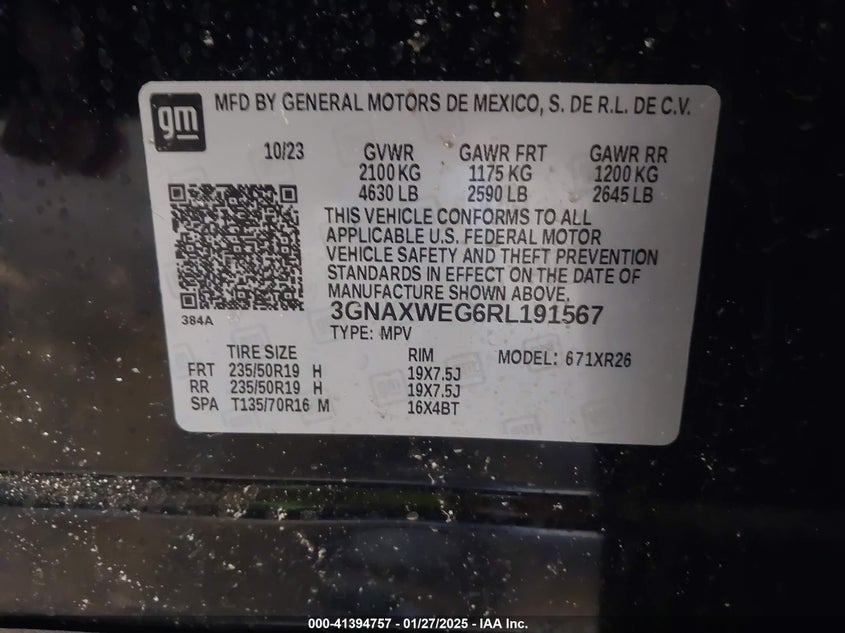 gm
MFD BY GENERAL MOTORS DE MEXICO, S. DE R.L. DE C.V.
10/23 GVWR GAWR FRT GAWR RR
2100 KG 1175 KG 1200 KG
4630 LB 2590 LB 2645 LB
THIS VEHICLE CONFORMS TO ALL
APPLICABLE U.S. FEDERAL MOTOR
VEHICLE SAFETY AND THEFT PREVENTION
STANDARDS IN EFFECT ON THE DATE OF
MANUFACTURE SHOWN ABOVE.
384A
3GNAXWEG6RL191567
TYPE: MPV
TIRE SIZE RIM MODEL: 671XR26
FRT 235/50R19 H 19X7.5J
RR 235/50R19 H 19X7.5J
SPA T135/70R16 M 16X4BT
000-41394757 - 01/27/2025 - IAA Inc.